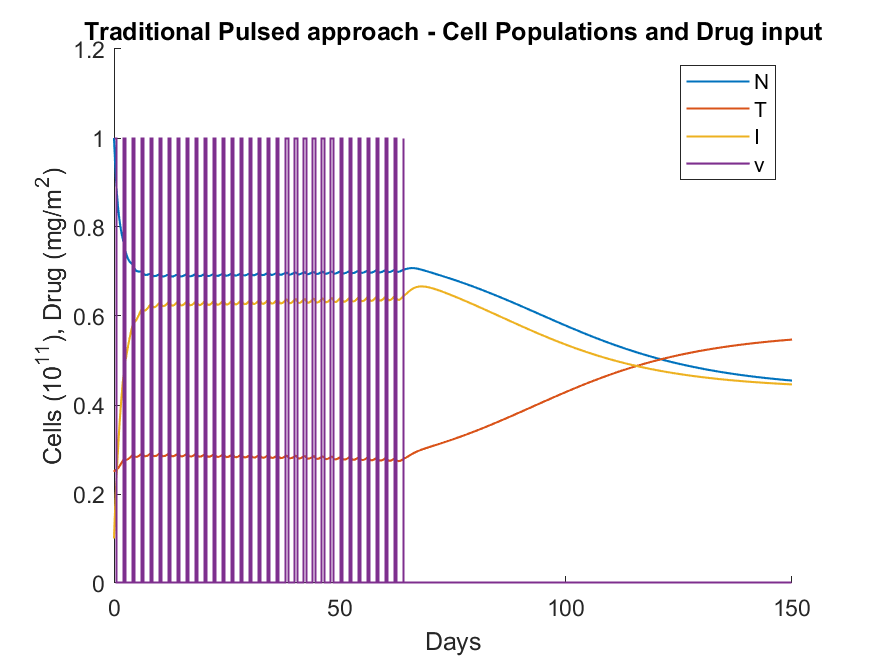 Traditional Pulsed approach - Cell Populations and Drug input
1.2
1
0.8
0.6
0.4
0.2
0
Cells (10^11), Drug (mg/m^2)
N
T
I
v
0 50 100 150
Days